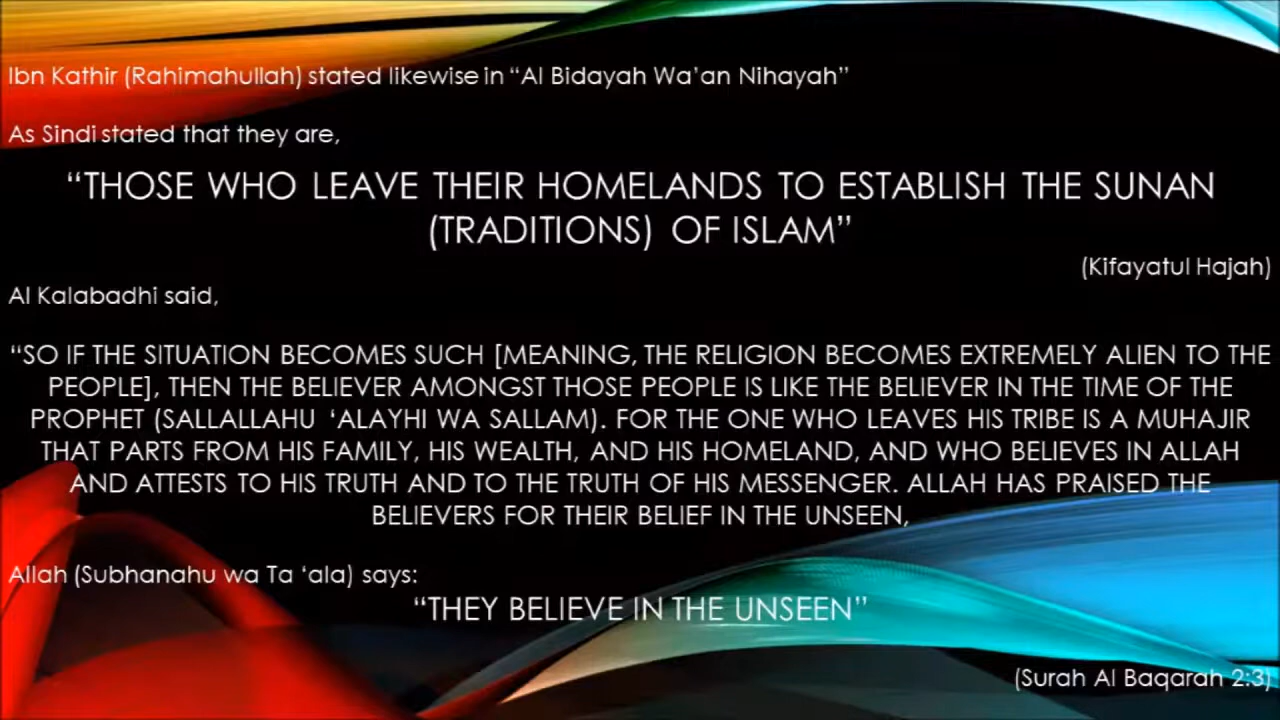 Ibn Kathir (Rahimahullah) stated likewise in “Al Bidayah Wa’an Nihayah”
As Sindi stated that they are,
“THOSE WHO LEAVE THEIR HOMELANDS TO ESTABLISH THE SUNAN
(TRADITIONS) OF ISLAM”
(Kifayatul Hajah)
Al Kalabadhi said,
“SO IF THE SITUATION BECOMES SUCH [MEANING, THE RELIGION BECOMES EXTREMELY ALIEN TO THE
PEOPLE], THEN THE BELIEVER AMONGST THOSE PEOPLE IS LIKE THE BELIEVER IN THE TIME OF THE
PROPHET (SALLALLAHU ‘ALAYHI WA SALLAM). FOR THE ONE WHO LEAVES HIS TRIBE IS A MUHAJIR
THAT PARTS FROM HIS FAMILY, HIS WEALTH, AND HIS HOMELAND, AND WHO BELIEVES IN ALLAH
AND ATTESTS TO HIS TRUTH AND TO THE TRUTH OF HIS MESSENGER. ALLAH HAS PRAISED THE
BELIEVERS FOR THEIR BELIEF IN THE UNSEEN,
Allah (Subhanahu wa Ta ‘ala) says:
“THEY BELIEVE IN THE UNSEEN”
(Surah Al Baqarah 2:3)